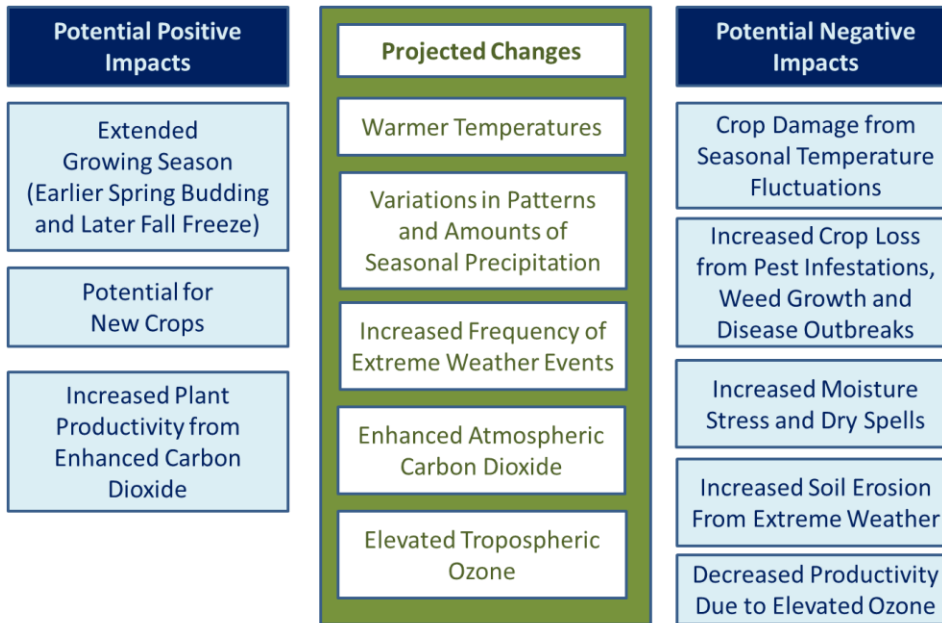 Potential Positive
Impacts
Extended
Growing Season
(Earlier Spring Budding
and Later Fall Freeze)
Potential for
New Crops
Increased Plant
Productivity from
Enhanced Carbon
Dioxide
Projected Changes
Warmer Temperatures
Variations in Patterns
and Amounts of
Seasonal Precipitation
Increased Frequency of
Extreme Weather Events
Enhanced Atmospheric
Carbon Dioxide
Elevated Tropospheric
Ozone
Potential Negative
Impacts
Crop Damage from
Seasonal Temperature
Fluctuations
Increased Crop Loss
from Pest Infestations,
Weed Growth and
Disease Outbreaks
Increased Moisture
Stress and Dry Spells
Increased Soil Erosion
From Extreme Weather
Decreased Productivity
Due to Elevated Ozone